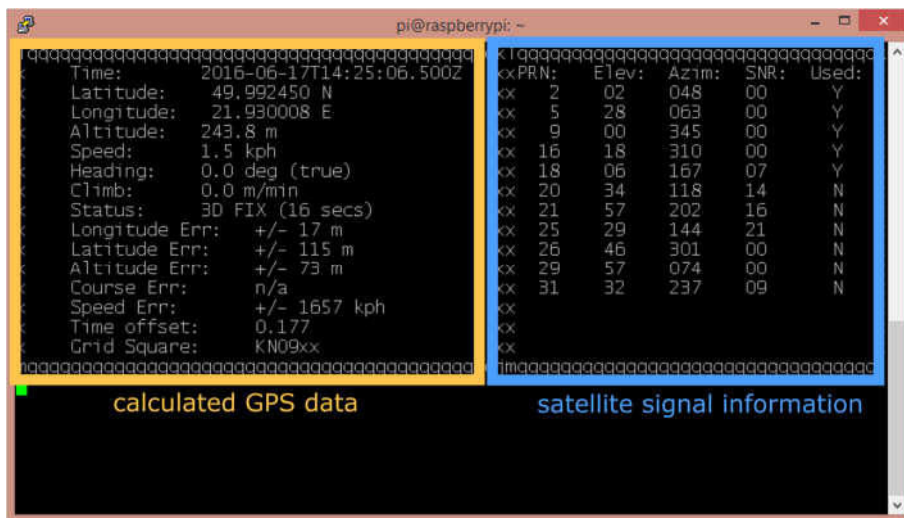 pi@raspberrypi: ~
Time: 2016-06-17T14:25:06.500Z
Latitude: 49.992450 N
Longitude: 21.930008 E
Altitude: 243.8 m
Speed: 1.5 kph
Heading: 0.0 deg (true)
Climb: 0.0 m/min
Status: 3D FIX (16 secs)
Longitude Err: +/- 17 m
Latitude Err: +/- 115 m
Altitude Err: +/- 73 m
Course Err: n/a
Speed Err: +/- 1657 kph
Time offset: 0.177
Grid Square: KN09xx
calculated GPS data
PRN: Elev: Azim: SNR: Used:
2 02 048 00 Y
5 28 063 00 Y
9 00 345 00 Y
16 18 310 00 Y
18 06 167 07 Y
20 34 118 14 N
21 57 202 16 N
25 29 144 21 N
26 46 301 00 N
29 57 074 00 N
31 32 237 09 N
satellite signal information